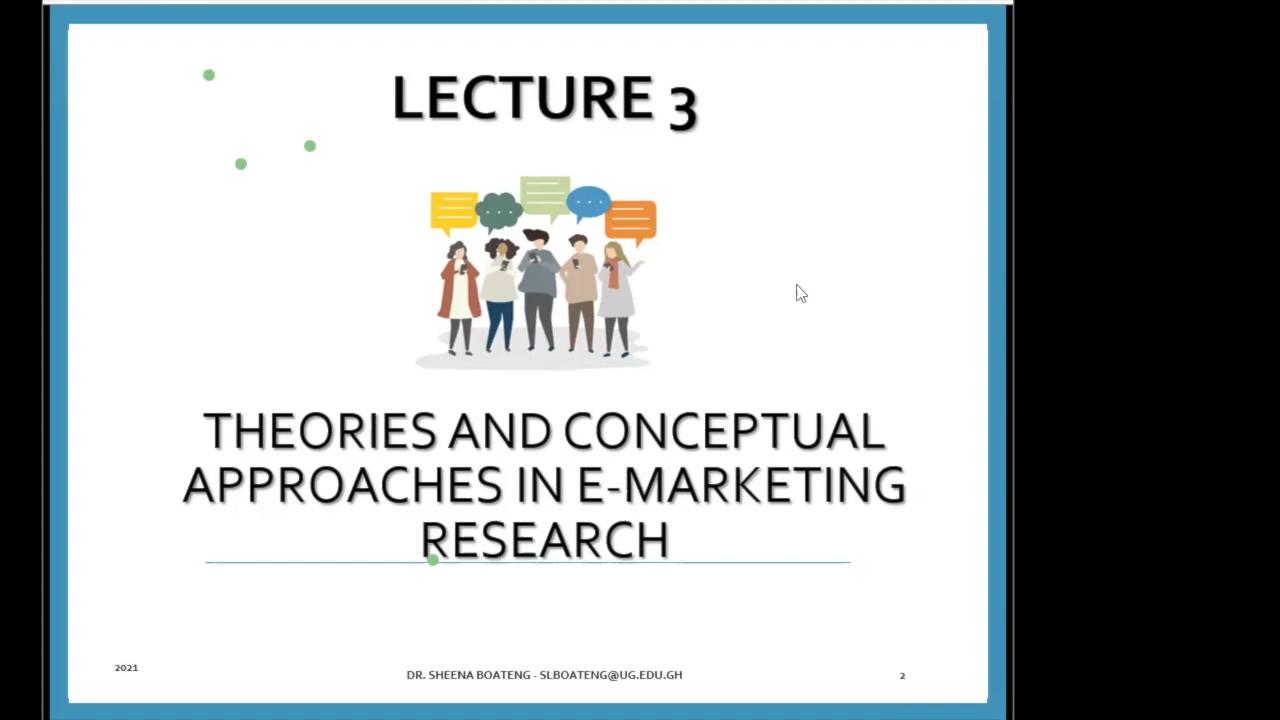 LECTURE 3
THEORIES AND CONCEPTUAL
APPROACHES IN E-MARKETING
RESEARCH
2021
DR. SHEENA BOATENG - SLBOATENG@UG.EDU.GH
2